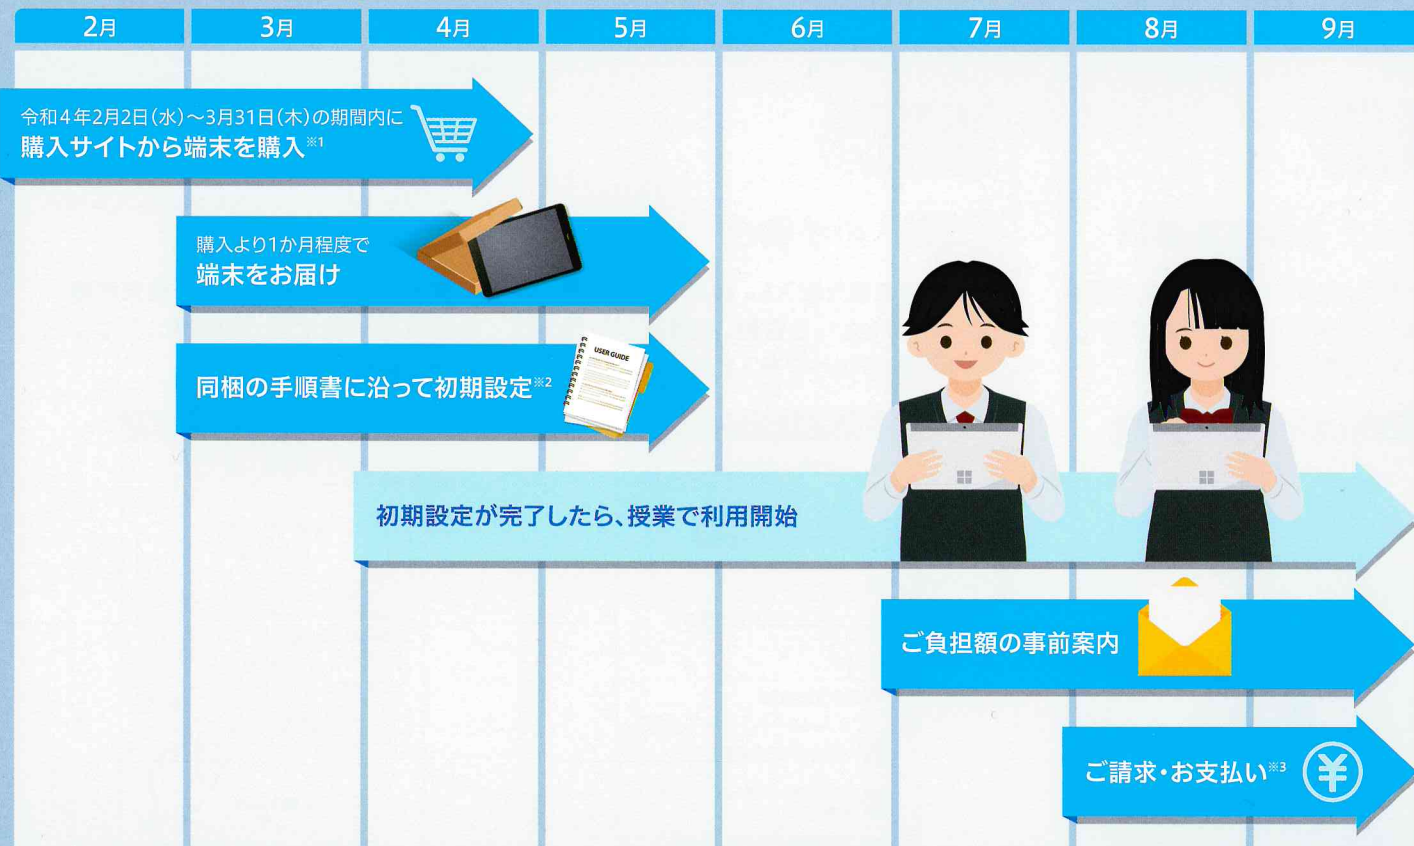 2月 3月 4月 5月 6月 7月 8月 9月
令和4年2月2日(水)～3月31日(木)の期間内に
購入サイトから端末を購入※1
購入より1か月程度で
端末をお届け
USER GUIDE
同梱の手順書に沿って初期設定※2
初期設定が完了したら、授業で利用開始
ご負担額の事前案内
ご請求・お支払い※3
¥